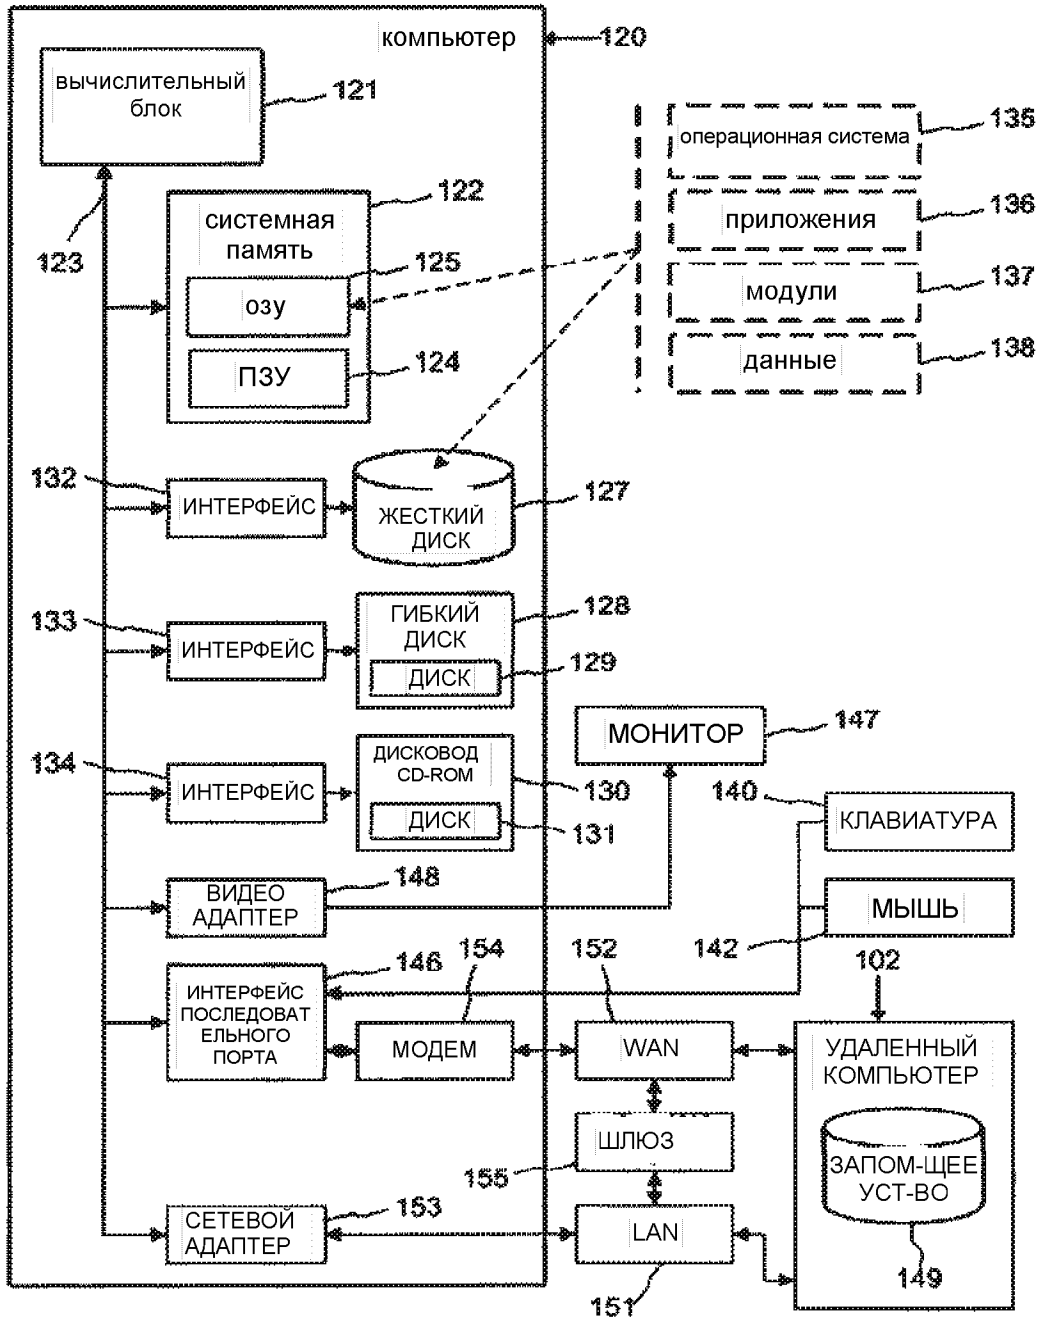 компьютер
120
вычислительный
блок
121
135
операционная система
123
122
системная
память
136
приложения
125
озу
137
модули
124
ПЗУ
138
данные
132
ИНТЕРФЕЙС
127
ЖЕСТКИЙ
ДИСК
133
ИНТЕРФЕЙС
128
ГИБКИЙ
ДИСК
129
ДИСК
147
МОНИТОР
134
ИНТЕРФЕЙС
ДИСКОВОД
CD-ROM
130
ДИСК
131
140
КЛАВИАТУРА
148
ВИДЕО
АДАПТЕР
МЫШЬ
142
146
154
152
102
ИНТЕРФЕЙС
ПОСЛЕДОВАТ
ЕЛЬНОГО
ПОРТА
МОДЕМ
WAN
УДАЛЕННЫЙ
КОМПЬЮТЕР
ШЛЮЗ
155
ЗАПОМ-ЩЕЕ
УСТ-ВО
153
СЕТЕВОЙ
АДАПТЕР
LAN
149
151